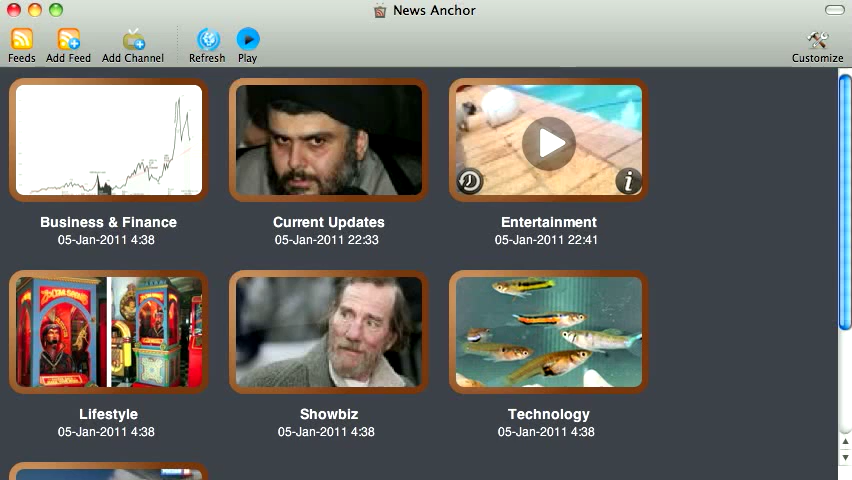 News Anchor
Feeds Add Feed Add Channel Refresh Play Customize
Business & Finance Current Updates Entertainment
05-Jan-2011 4:38 05-Jan-2011 22:33 05-Jan-2011 22:41
ZOLTAR SPEAKS
Lifestyle Showbiz Technology
05-Jan-2011 4:38 05-Jan-2011 4:38 05-Jan-2011 4:38